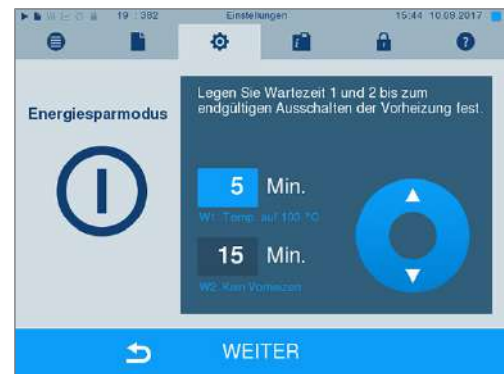 19 : 382 Einstellungen 15:44 10.08.2017
Energiesparmodus
Legen Sie Wartezeit 1 und 2 bis zum
endgültigen Ausschalten der Vorheizung fest.
5 Min.
W1: Temp. auf 103 °C
15 Min.
W2: Kein Vorheizen
WEITER